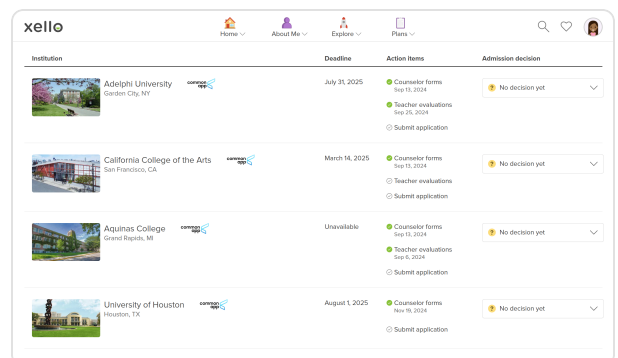 xello
Home About Me Explore Plans
Institution Deadline Action items Admission decision
Adelphi University common app July 31, 2025 Counselor forms No decision yet
Garden City, NY Sep 13, 2024
Teacher evaluations
Sep 25, 2024
Submit application
California College of the Arts common app March 14, 2025 Counselor forms No decision yet
San Francisco, CA Sep 13, 2024
Teacher evaluations
Submit application
Aquinas College common app Unavailable Counselor forms No decision yet
Grand Rapids, MI Sep 13, 2024
Teacher evaluations
Sep 6, 2024
Submit application
University of Houston common app August 1, 2025 Counselor forms No decision yet
Houston, TX Nov 19, 2024
Submit application